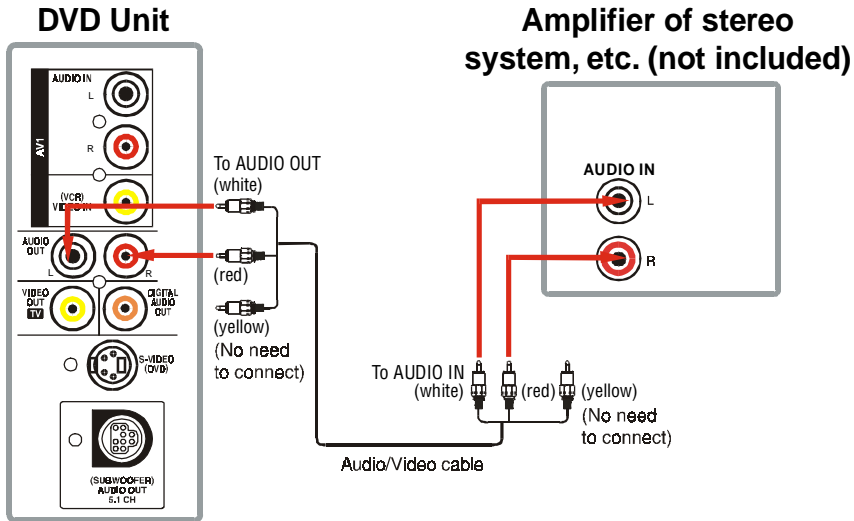 DVD Unit
Amplifier of stereo
system, etc. (not included)
AUDIO IN
L
R
AV1
(VCR)
VIDEO IN
AUDIO
OUT
L
R
VIDEO
OUT
TV
DIGITAL
AUDIO
OUT
S-VIDEO
(DVD)
(SUBWOOFER)
AUDIO OUT
5.1 CH
To AUDIO OUT
(white)
(red)
(yellow)
(No need
to connect)
Audio/Video cable
AUDIO IN
L
R
To AUDIO IN
(white)
(red)
(yellow)
(No need
to connect)